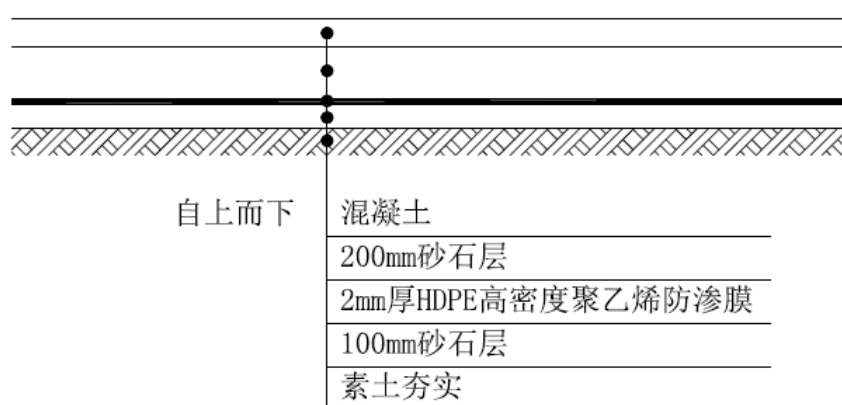 自上而下
混凝土
200mm砂石层
2mm厚HDPE高密度聚乙烯防渗膜
100mm砂石层
素土夯实